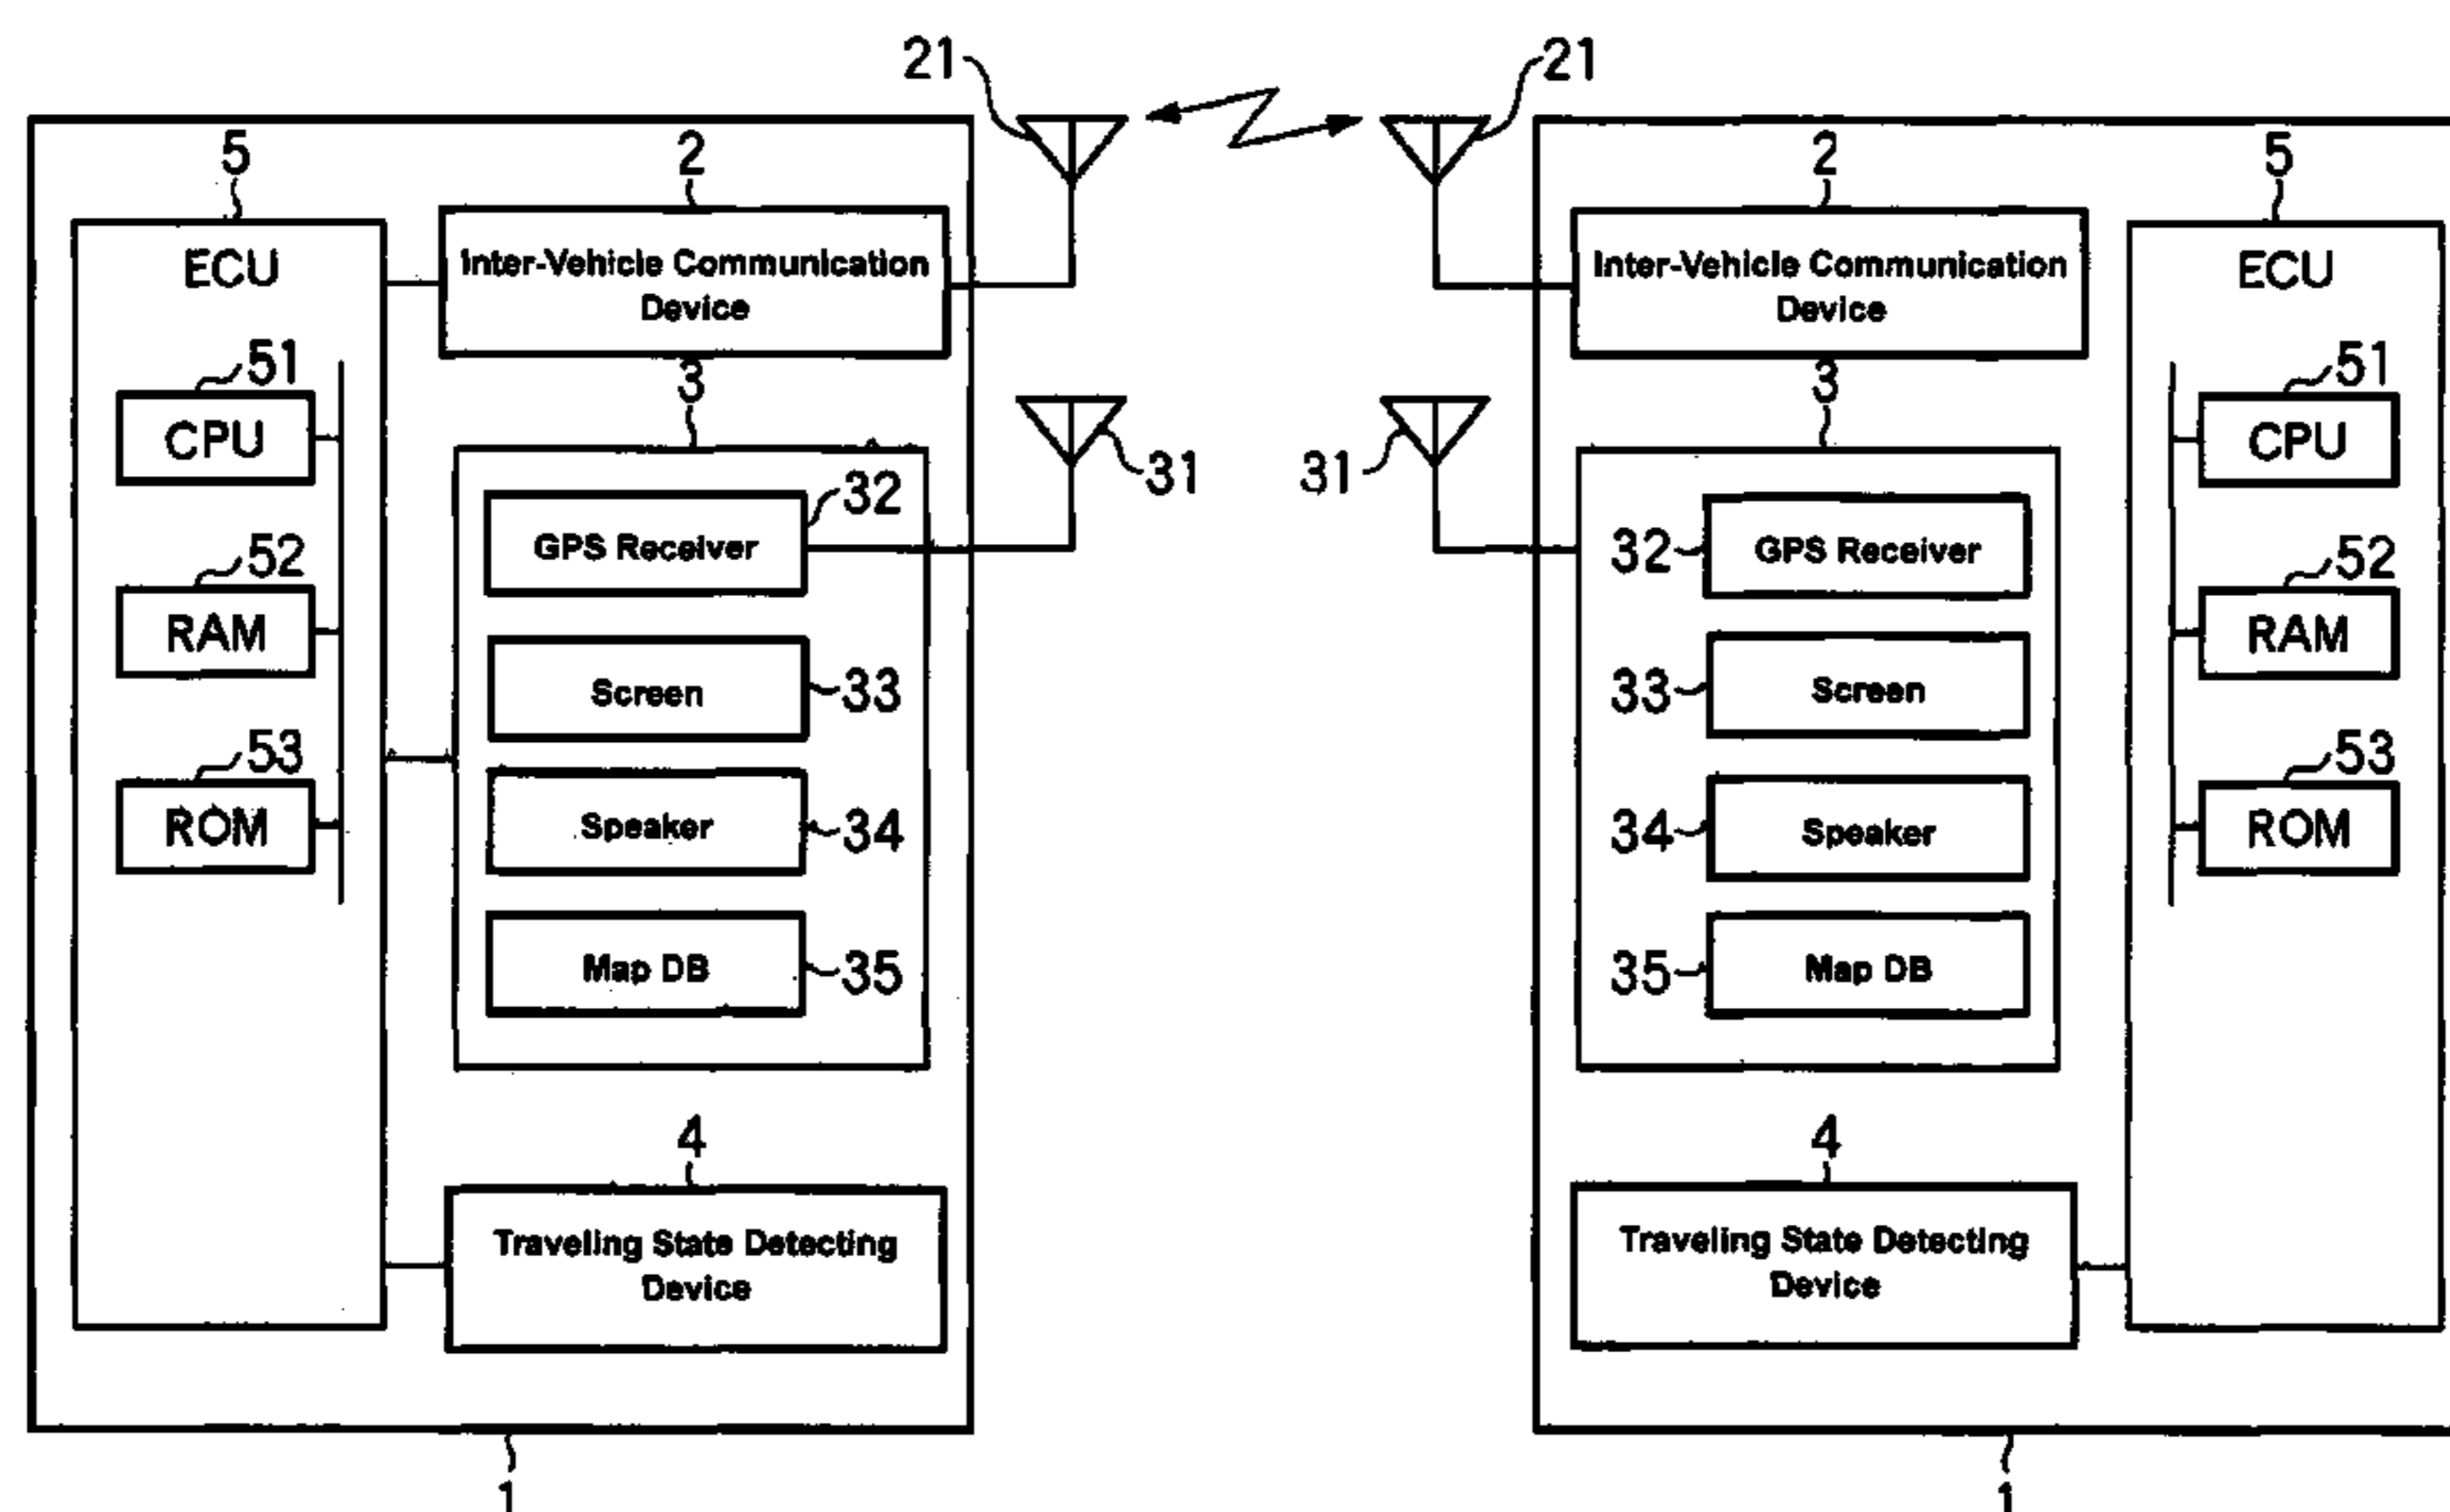 21
21
5
2
2
5
ECU
Inter-Vehicle Communication
Device
Inter-Vehicle Communication
Device
ECU
51
CPU
3
31
31
3
51
CPU
32
GPS Receiver
32
GPS Receiver
52
RAM
52
RAM
Screen
33
33
Screen
53
ROM
53
ROM
Speaker
34
34
Speaker
Map DB
35
35
Map DB
4
4
Traveling State Detecting
Device
Traveling State Detecting
Device
1
1